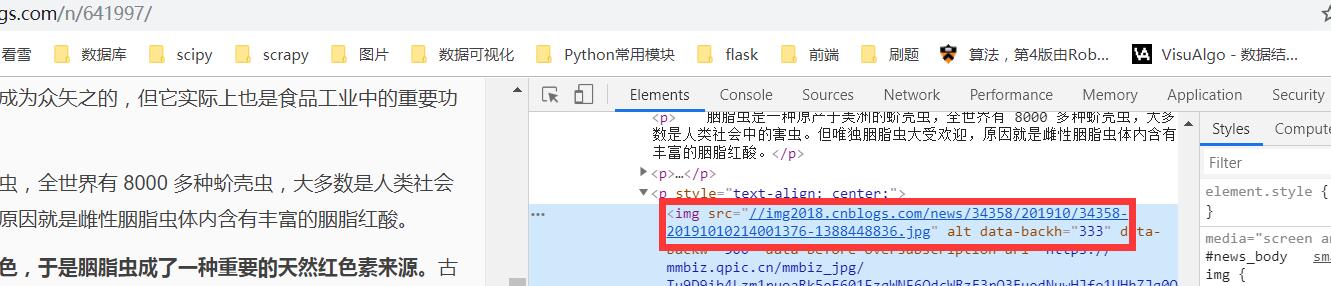 gs.com/n/641997/
看雪 数据库 scipy scrapy 图片 数据可视化 Python常用模块 flask 前端 刷题 算法，第4版由Rob... VisuAlgo - 数据结...
成为众矢之的，但它实际上也是食品工业中的重要功
虫，全世界有 8000 多种蚧壳虫，大多数是人类社会
原因就是雌性胭脂虫体内含有丰富的胭脂红酸。
色，于是胭脂虫成了一种重要的天然红色素来源。古
Elements Console Sources Network Performance Memory Application Security
<p> 胭脂虫是一种原产于美洲的蚧壳虫，全世界有 8000 多种蚧壳虫，大多
数是人类社会中的害虫。但唯独胭脂虫大受欢迎，原因就是雌性胭脂虫体内含有
丰富的胭脂红酸。</p>
<p>…</p>
<p style="text-align: center;">
<img src="//img2018.cnblogs.com/news/34358/201910/34358-
20191010214001376-1388448836.jpg" alt data-backh="333" data-
backw="500" data-before-oversubscription-url="https://
mmbiz.qpic.cn/mmbiz_jpg/
Styles Compute
Filter
element.style {
}
media="screen an
#news_body sm
img {